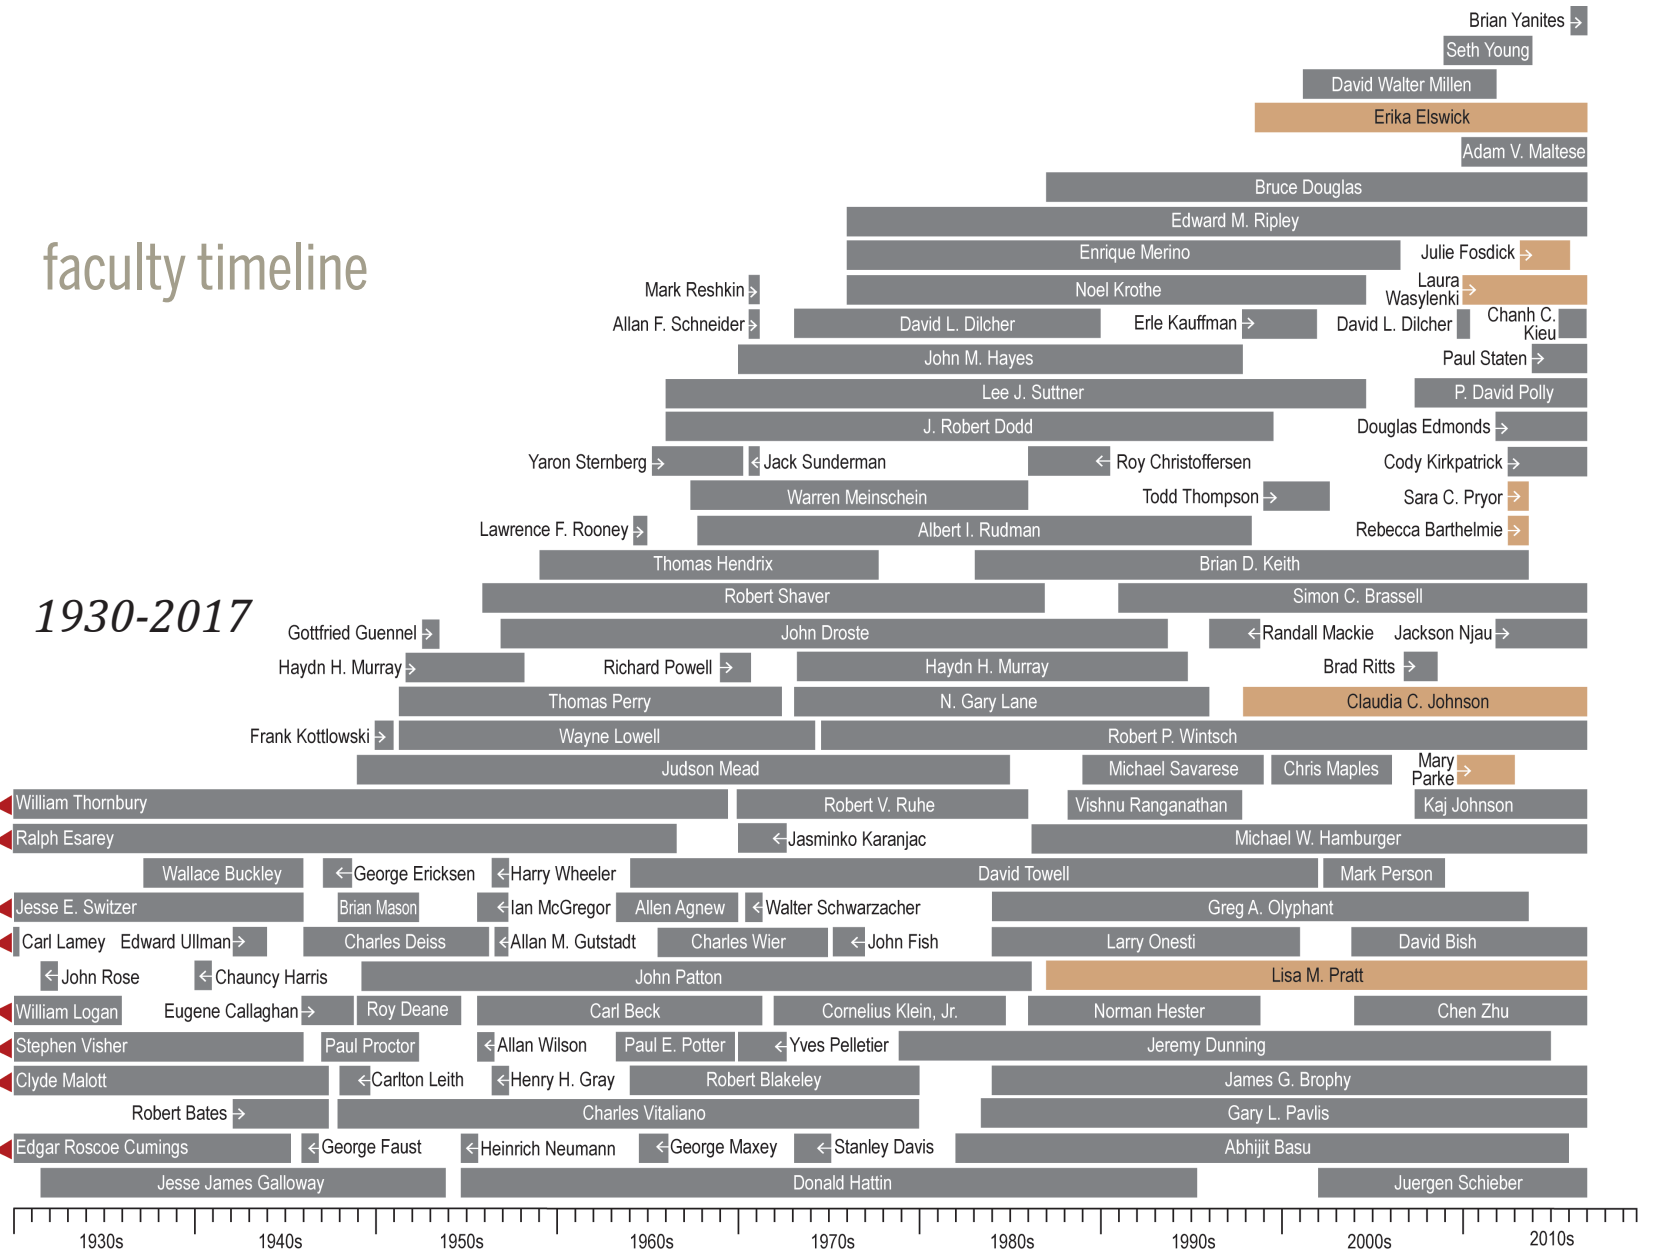 Brian Yanites
Seth Young
David Walter Millen
Erika Elswick
Adam V. Maltese
Bruce Douglas
Edward M. Ripley
faculty timeline
Enrique Merino Julie Fosdick
Mark Reshkin Noel Krothe Laura
Wasylenki
Allan F. Schneider David L. Dilcher Erle Kauffman David L. Dilcher Chanh C.
Kieu
John M. Hayes Paul Staten
Lee J. Suttner P. David Polly
J. Robert Dodd Douglas Edmonds
Yaron Sternberg Jack Sunderman Roy Christoffersen Cody Kirkpatrick
Warren Meinschein Todd Thompson Sara C. Pryor
Lawrence F. Rooney Albert I. Rudman Rebecca Barthelmie
Thomas Hendrix Brian D. Keith
Robert Shaver Simon C. Brassell
1930-2017
Gottfried Guennel John Droste Randall Mackie Jackson Njau
Haydn H. Murray Richard Powell Haydn H. Murray Brad Ritts
Thomas Perry N. Gary Lane Claudia C. Johnson
Frank Kottlowski Wayne Lowell Robert P. Wintsch
Judson Mead Michael Savarese Chris Maples Mary
Parke
William Thornbury Robert V. Ruhe Vishnu Ranganathan Kaj Johnson
Ralph Esarey Jasminko Karanjac Michael W. Hamburger
Wallace Buckley George Ericksen Harry Wheeler David Towell Mark Person
Jesse E. Switzer Brian Mason Ian McGregor Allen Agnew Walter Schwarzacher Greg A. Olyphant
Carl Lamey Edward Ullman Charles Deiss Allan M. Gutstadt Charles Wier John Fish Larry Onesti David Bish
John Rose Chauncy Harris John Patton Lisa M. Pratt
William Logan Eugene Callaghan Roy Deane Carl Beck Cornelius Klein, Jr. Norman Hester Chen Zhu
Stephen Visher Paul Proctor Allan Wilson Paul E. Potter Yves Pelletier Jeremy Dunning
Clyde Malott Carlton Leith Henry H. Gray Robert Blakeley James G. Brophy
Robert Bates Charles Vitaliano Gary L. Pavlis
Edgar Roscoe Cumings George Faust Heinrich Neumann George Maxey Stanley Davis Abhijit Basu
Jesse James Galloway Donald Hattin Juergen Schieber
1930s 1940s 1950s 1960s 1970s 1980s 1990s 2000s 2010s